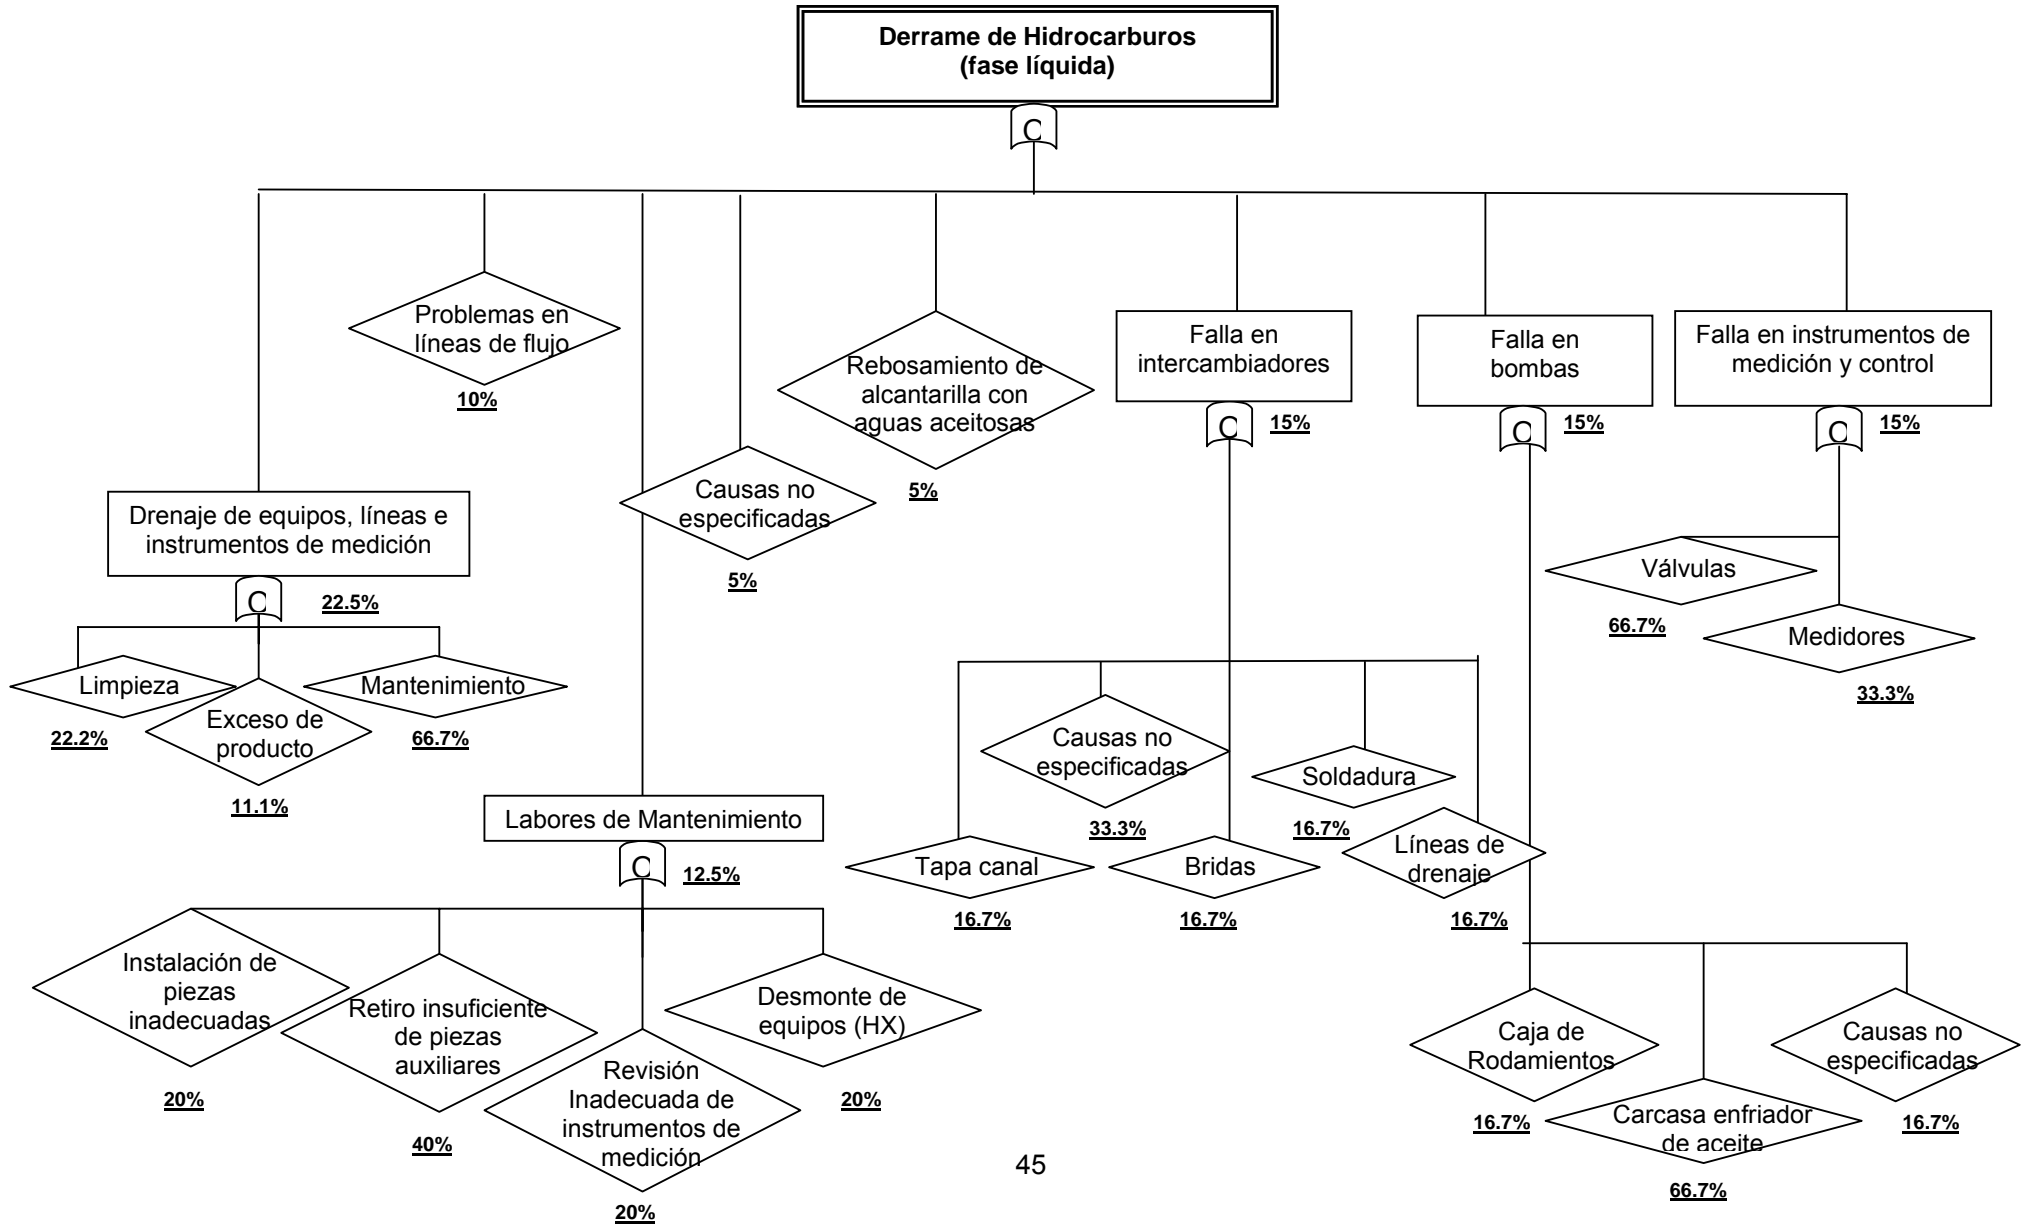 Derrame de Hidrocarburos
(fase líquida)
O
Problemas en
líneas de flujo
10%
Rebosamiento de
alcantarilla con
aguas aceitosas
5%
Falla en
intercambiadores
O
15%
Falla en
bombas
O
15%
Falla en instrumentos de
medición y control
O
15%
Causas no
especificadas
5%
Drenaje de equipos, líneas e
instrumentos de medición
O
22.5%
Válvulas
66.7%
Medidores
33.3%
Limpieza
22.2%
Exceso de
producto
11.1%
Mantenimiento
66.7%
Labores de Mantenimiento
O
12.5%
Tapa canal
16.7%
Causas no
especificadas
33.3%
Bridas
16.7%
Soldadura
16.7%
Líneas de
drenaje
16.7%
Instalación de
piezas
inadecuadas
20%
Retiro insuficiente
de piezas
auxiliares
40%
Revisión
Inadecuada de
instrumentos de
medición
20%
Desmonte de
equipos (HX)
20%
Caja de
Rodamientos
16.7%
Carcasa enfriador
de aceite
66.7%
Causas no
especificadas
16.7%
45